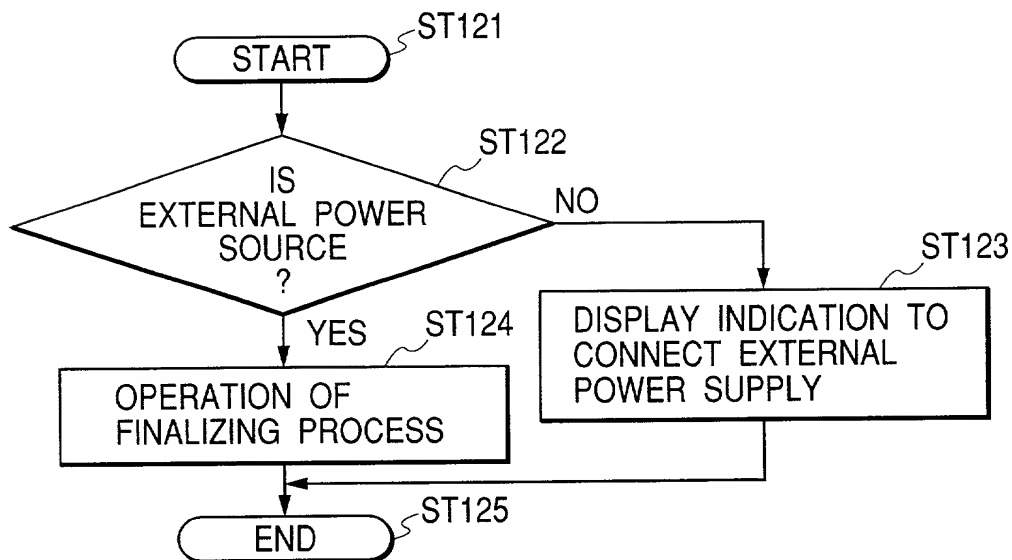 START
ST121
IS
EXTERNAL POWER
SOURCE
?
ST122
NO
YES
ST123
DISPLAY INDICATION TO
CONNECT EXTERNAL
POWER SUPPLY
ST124
OPERATION OF
FINALIZING PROCESS
END
ST125